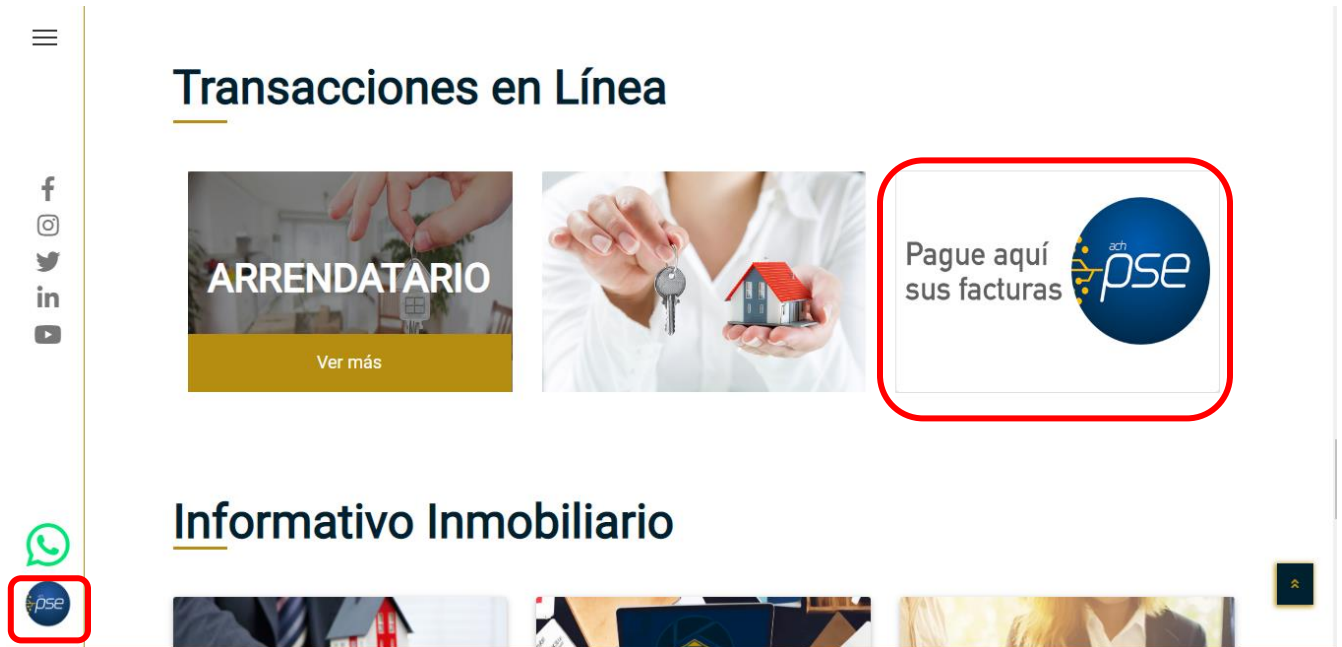 Transacciones en Línea
ARRENDATARIO
Ver más
Pague aquí
sus facturas
ach
pse
Informativo Inmobiliario
pse